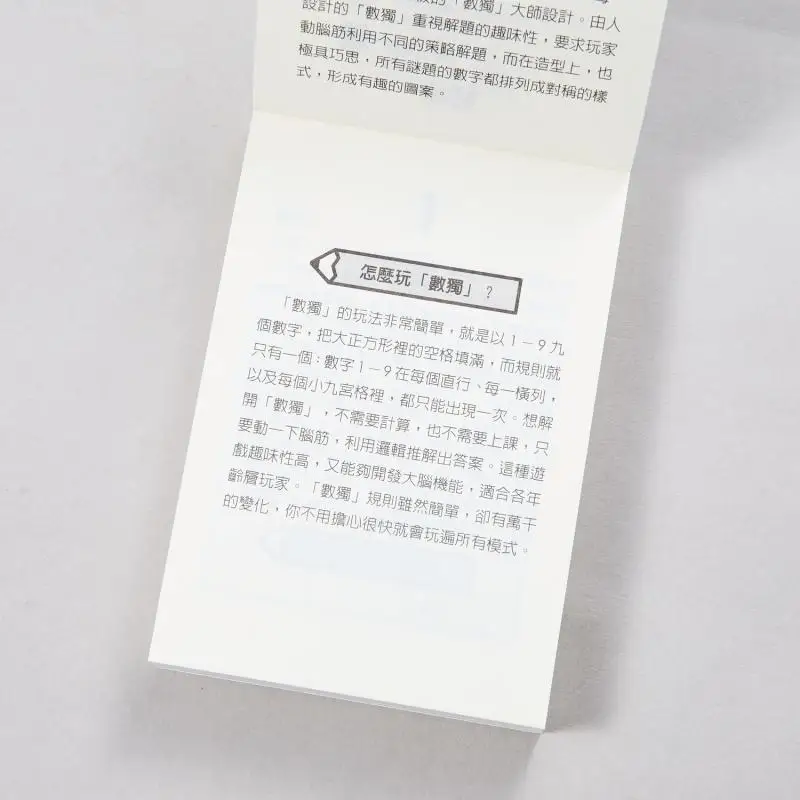 的「數獨」大師設計。由人
設計的「數獨」重視解題的趣味性，要求玩家
動腦筋利用不同的策略解題，而在造型上，也
極具巧思，所有謎題的數字都排列成對稱的樣
式，形成有趣的圖案。
怎麼玩「數獨」？
「數獨」的玩法非常簡單，就是以1－9九
個數字，把大正方形裡的空格填滿，而規則就
只有一個：數字1－9在每個直行、每一橫列，
以及每個小九宮格裡，都只能出現一次。想解
開「數獨」，不需要計算，也不需要上課，只
要動一下腦筋，利用邏輯推解出答案。這種遊
戲趣味性高，又能夠開發大腦機能，適合各年
齡層玩家。「數獨」規則雖然簡單，卻有萬千
的變化，你不用擔心很快就會玩遍所有模式。